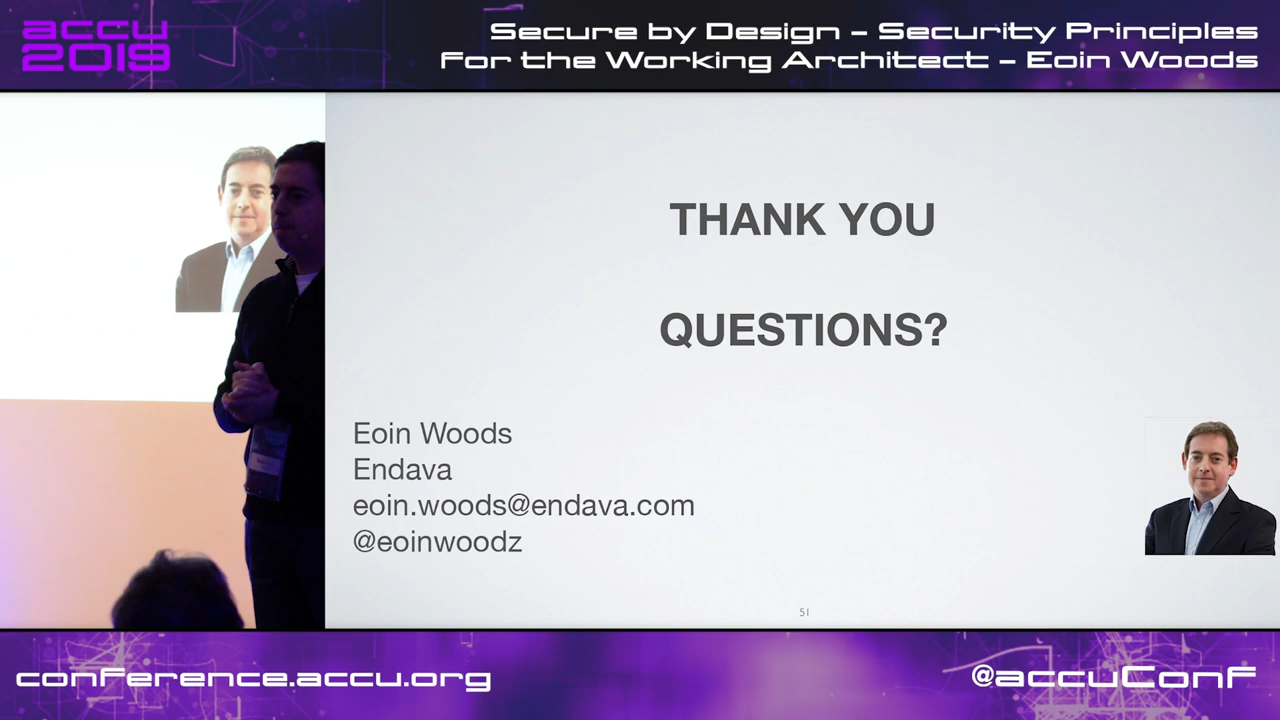 accu
2019
Secure by Design – Security Principles
for the Working Architect – Eoin Woods
THANK YOU
QUESTIONS?
Eoin Woods
Endava
eoin.woods@endava.com
@eoinwoodz
51
conference.accu.org
@accuConf